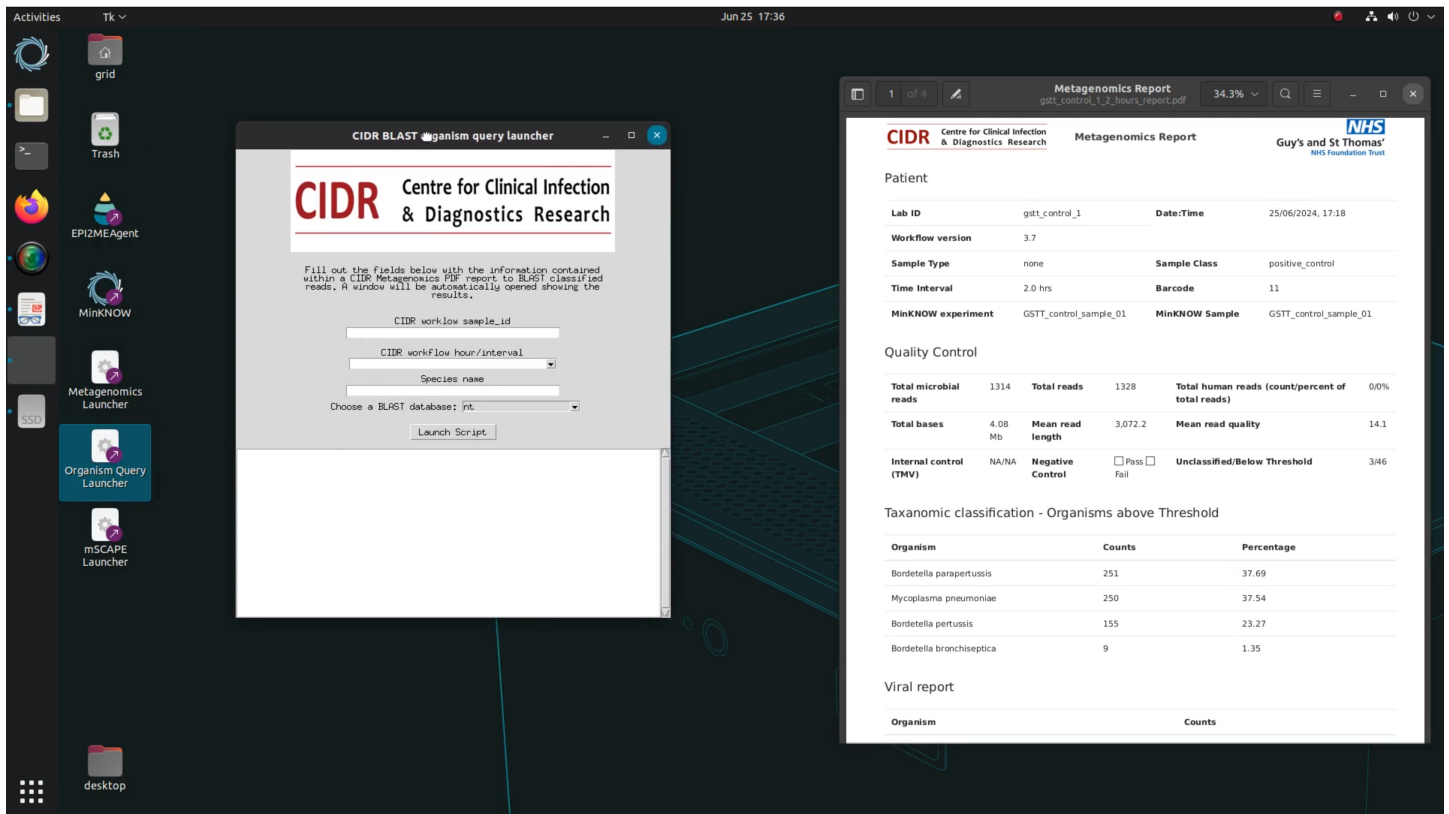 Activities
Tk
Jun 25 17:36
grid
Trash
EPI2MEAgent
MinKNOW
Metagenomics
Launcher
Organism Query
Launcher
mSCAPE
Launcher
desktop
SSD
CIDR BLAST organism query launcher
CIDR
Centre for Clinical Infection
& Diagnostics Research
Fill out the fields below with the information contained
within a CIDR Metagenomics PDF report to BLAST classified
reads. A window will be automatically opened showing the
results.
CIDR worklow sample_id
CIDR workflow hour/interval
Species name
Choose a BLAST database: nt
Launch Script
1 of 4
Metagenomics Report
gstt_control_1_2_hours_report.pdf
34.3%
CIDR
Centre for Clinical Infection
& Diagnostics Research
Metagenomics Report
NHS
Guy's and St Thomas'
NHS Foundation Trust
Patient
Lab ID gstt_control_1 Date:Time 25/06/2024, 17:18
Workflow version 3.7
Sample Type none Sample Class positive_control
Time Interval 2.0 hrs Barcode 11
MinKNOW experiment GSTT_control_sample_01 MinKNOW Sample GSTT_control_sample_01
Quality Control
Total microbial reads 1314 Total reads 1328 Total human reads (count/percent of total reads) 0/0%
Total bases 4.08 Mb Mean read length 3,072.2 Mean read quality 14.1
Internal control (TMV) NA/NA Negative Control Pass Fail Unclassified/Below Threshold 3/46
Taxanomic classification - Organisms above Threshold
Organism Counts Percentage
Bordetella parapertussis 251 37.69
Mycoplasma pneumoniae 250 37.54
Bordetella pertussis 155 23.27
Bordetella bronchiseptica 9 1.35
Viral report
Organism Counts